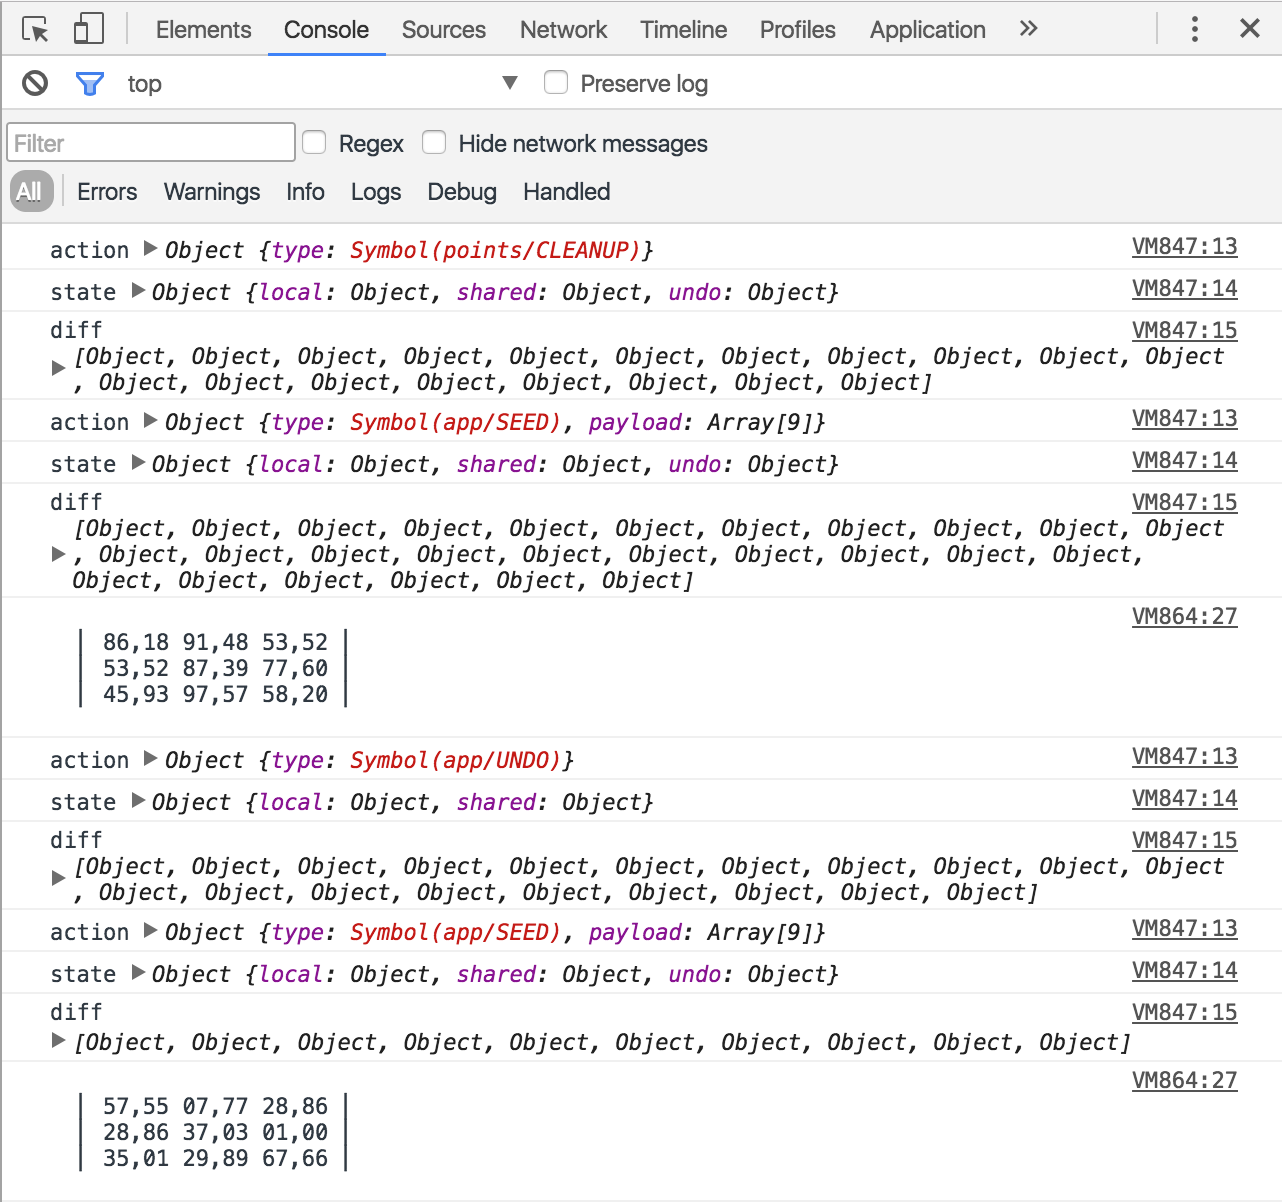 Elements Console Sources Network Timeline Profiles Application »
top Preserve log
Filter Regex Hide network messages
All Errors Warnings Info Logs Debug Handled
action Object {type: Symbol(points/CLEANUP)} VM847:13
state Object {local: Object, shared: Object, undo: Object} VM847:14
diff VM847:15
[Object, Object, Object, Object, Object, Object, Object, Object, Object, Object, Object
, Object, Object, Object, Object, Object, Object, Object, Object]
action Object {type: Symbol(app/SEED), payload: Array[9]} VM847:13
state Object {local: Object, shared: Object, undo: Object} VM847:14
diff VM847:15
[Object, Object, Object, Object, Object, Object, Object, Object, Object, Object, Object
, Object, Object, Object, Object, Object, Object, Object, Object, Object, Object,
Object, Object, Object, Object, Object, Object]
VM864:27
| 86,18 91,48 53,52 |
| 53,52 87,39 77,60 |
| 45,93 97,57 58,20 |
action Object {type: Symbol(app/UNDO)} VM847:13
state Object {local: Object, shared: Object} VM847:14
diff VM847:15
[Object, Object, Object, Object, Object, Object, Object, Object, Object, Object, Object
, Object, Object, Object, Object, Object, Object, Object, Object, Object]
action Object {type: Symbol(app/SEED), payload: Array[9]} VM847:13
state Object {local: Object, shared: Object, undo: Object} VM847:14
diff VM847:15
[Object, Object, Object, Object, Object, Object, Object, Object, Object, Object]
VM864:27
| 57,55 07,77 28,86 |
| 28,86 37,03 01,00 |
| 35,01 29,89 67,66 |